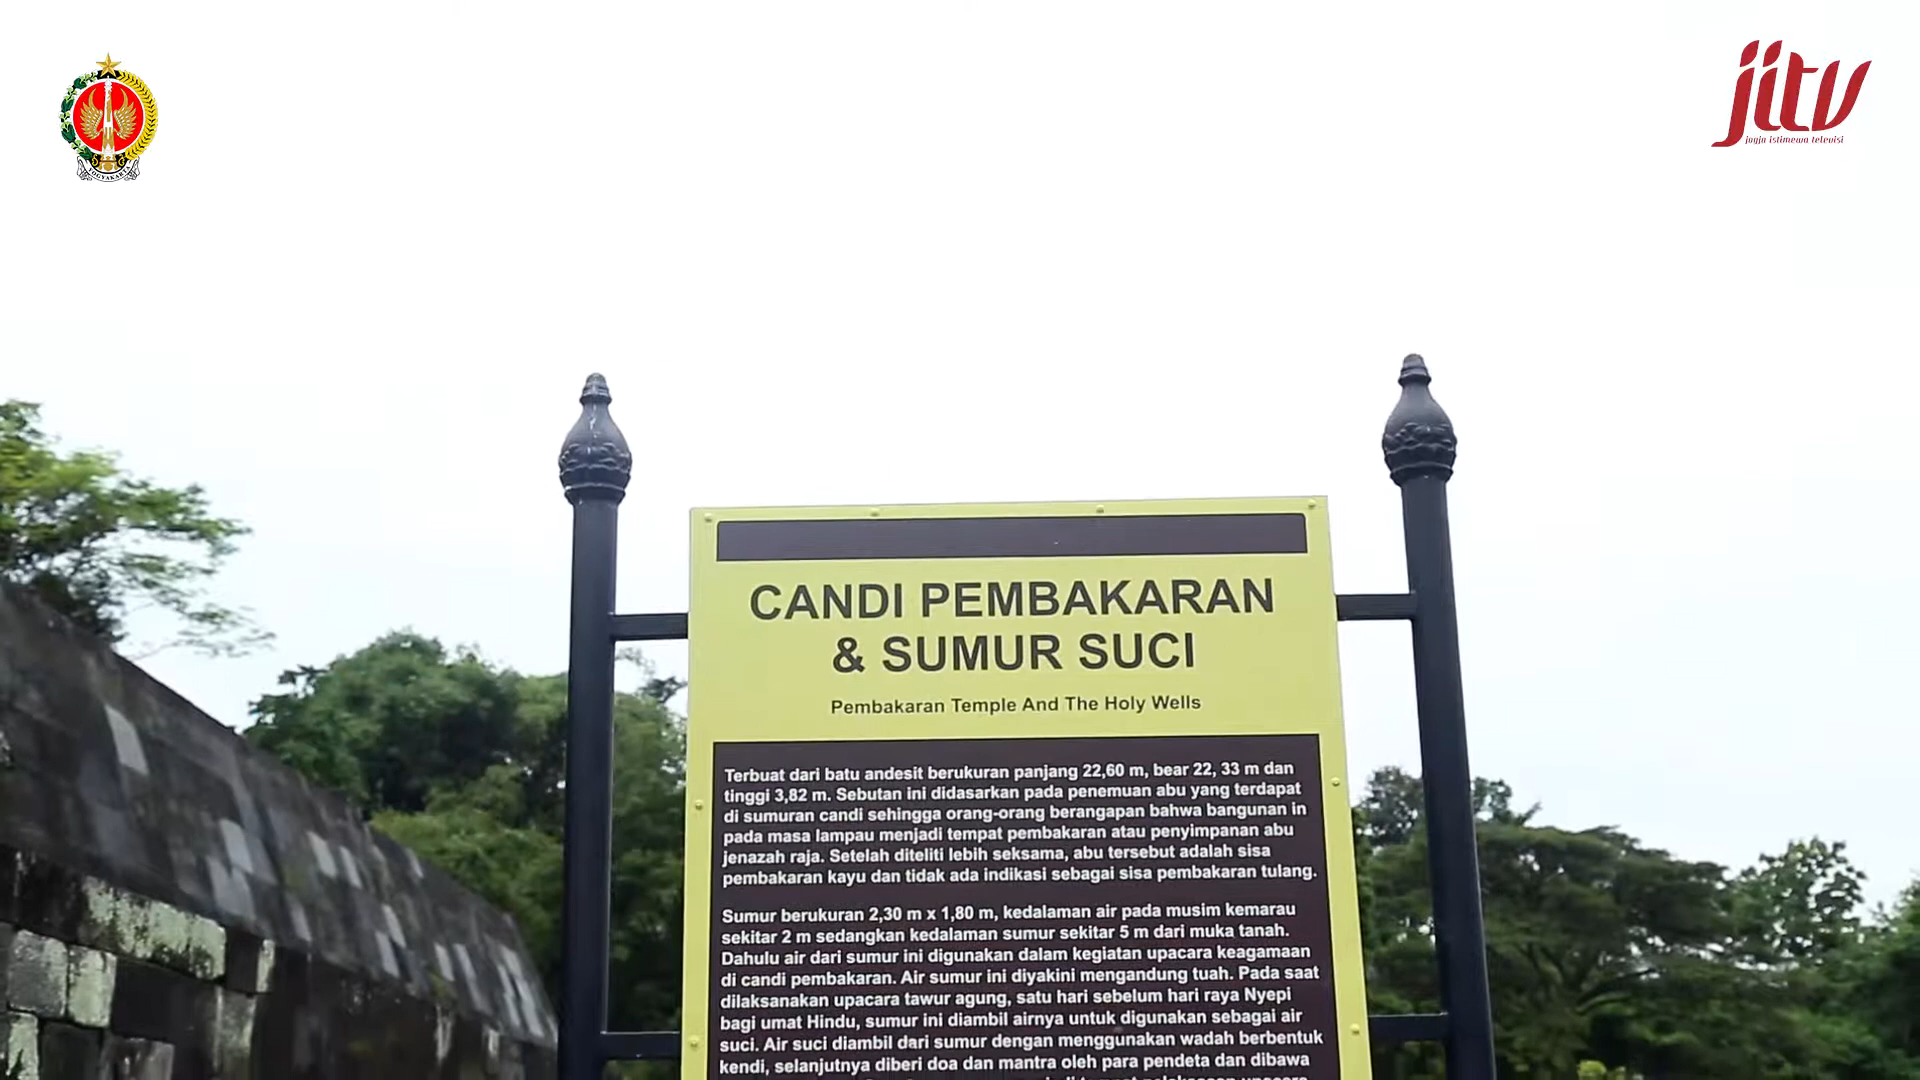 YOGYAKARTA
jitv
jogja istimewa televisi
CANDI PEMBAKARAN
& SUMUR SUCI
Pembakaran Temple And The Holy Wells
Terbuat dari batu andesit berukuran panjang 22,60 m, bear 22, 33 m dan
tinggi 3,82 m. Sebutan ini didasarkan pada penemuan abu yang terdapat
di sumuran candi sehingga orang-orang berangapan bahwa bangunan in
pada masa lampau menjadi tempat pembakaran atau penyimpanan abu
jenazah raja. Setelah diteliti lebih seksama, abu tersebut adalah sisa
pembakaran kayu dan tidak ada indikasi sebagai sisa pembakaran tulang.
Sumur berukuran 2,30 m x 1,80 m, kedalaman air pada musim kemarau
sekitar 2 m sedangkan kedalaman sumur sekitar 5 m dari muka tanah.
Dahulu air dari sumur ini digunakan dalam kegiatan upacara keagamaan
di candi pembakaran. Air sumur ini diyakini mengandung tuah. Pada saat
dilaksanakan upacara tawur agung, satu hari sebelum hari raya Nyepi
bagi umat Hindu, sumur ini diambil airnya untuk digunakan sebagai air
suci. Air suci diambil dari sumur dengan menggunakan wadah berbentuk
kendi, selanjutnya diberi doa dan mantra oleh para pendeta dan dibawa